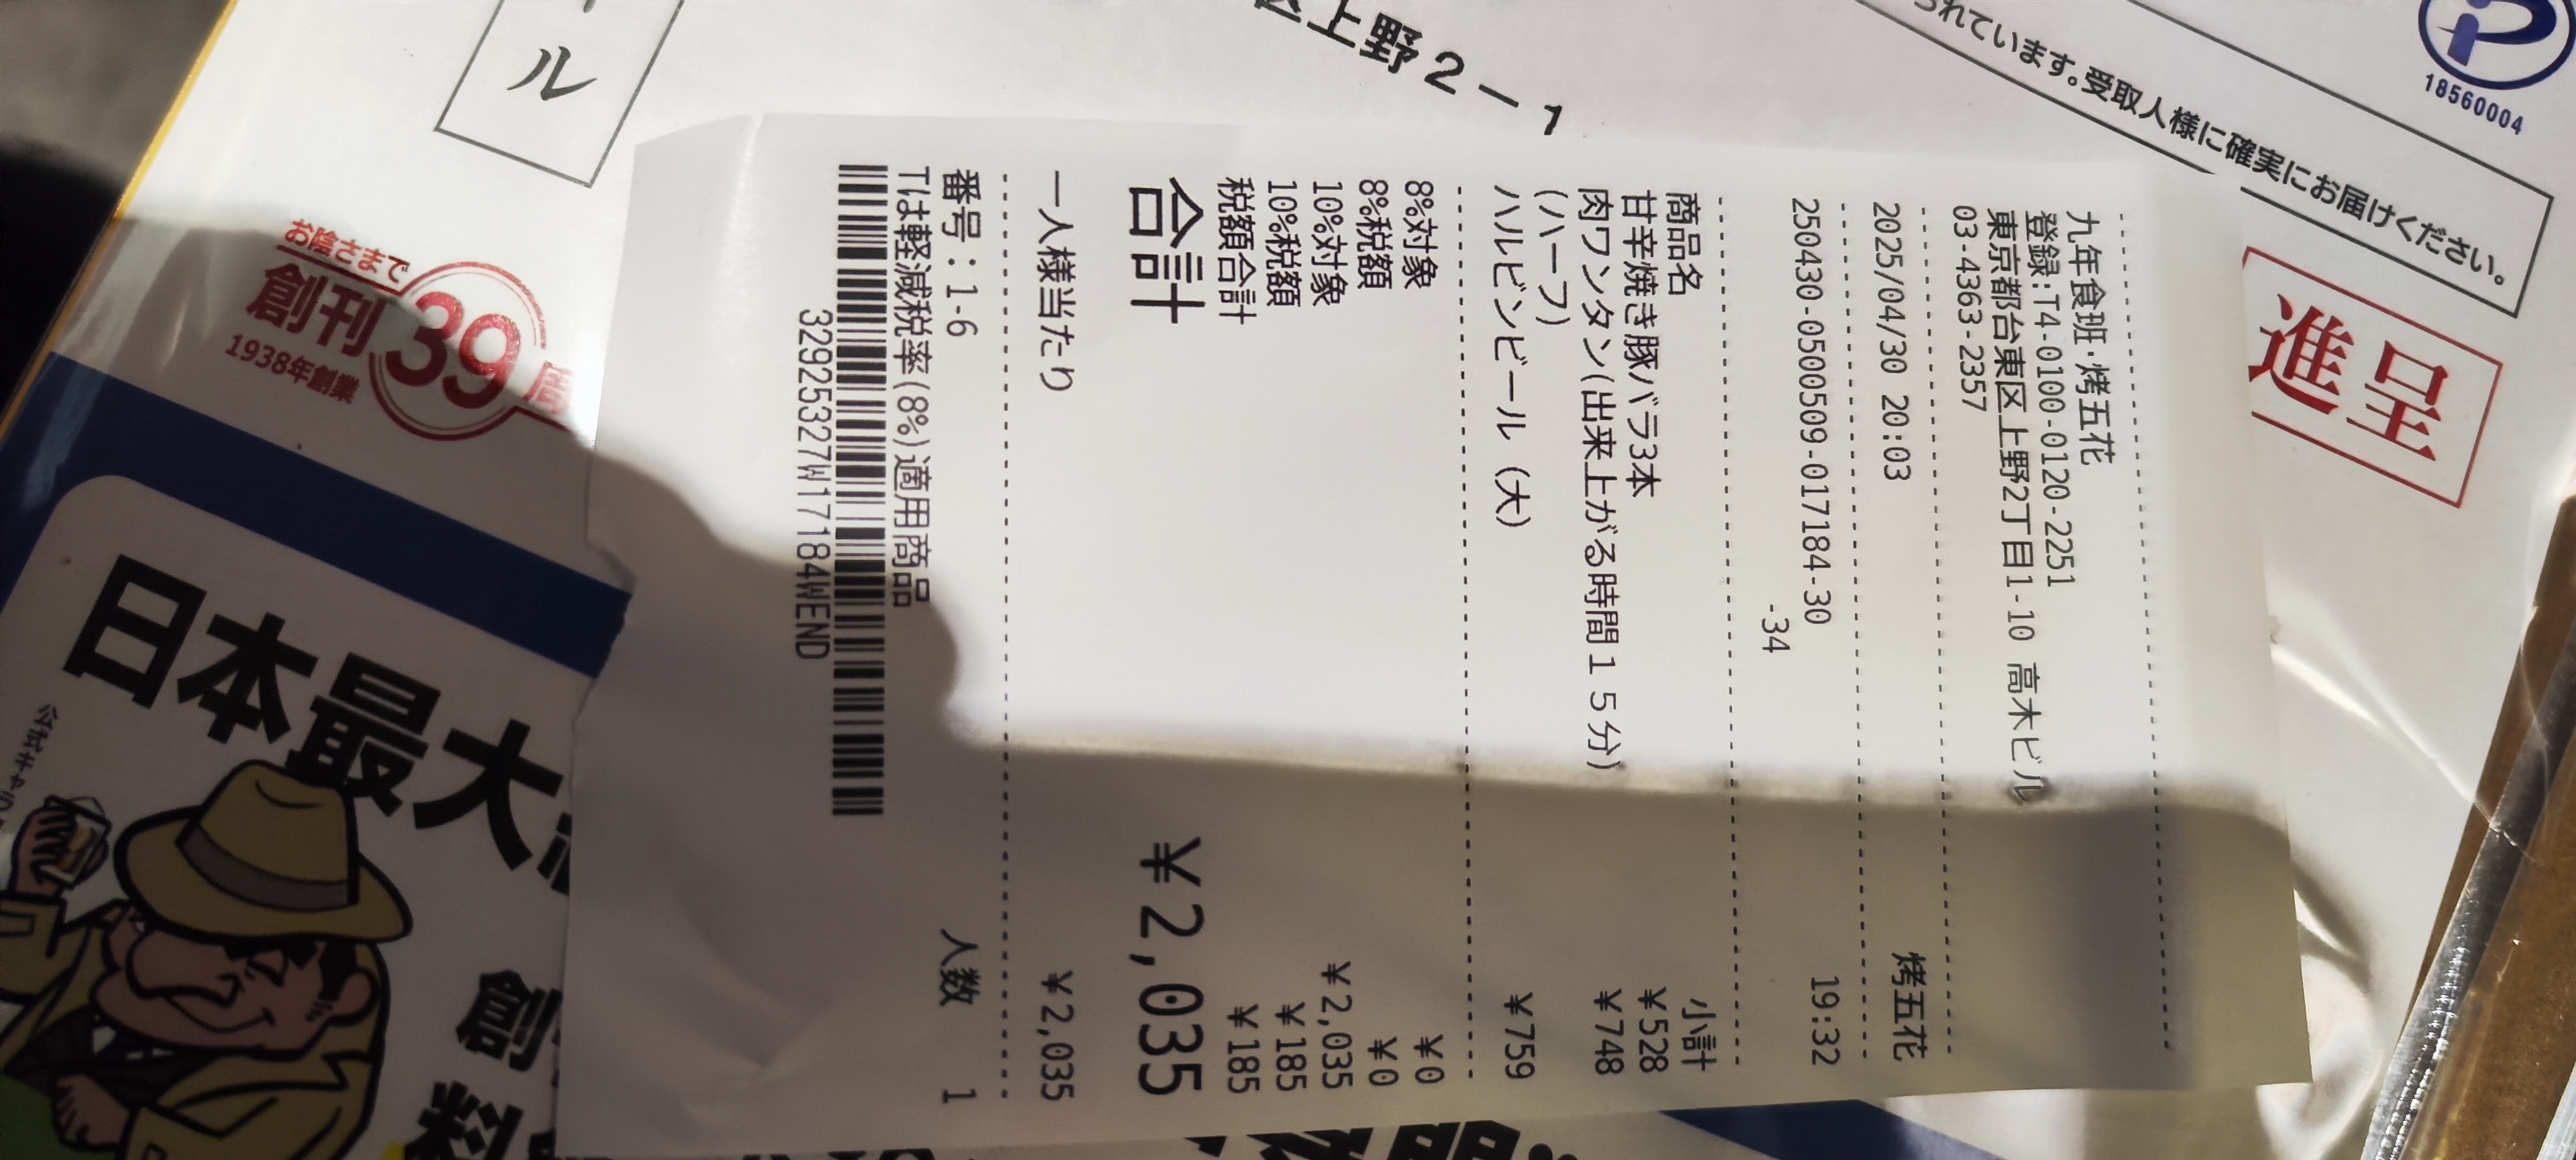 九年食班·烤五花
登録:T4-0100-0120-2251
東京都台東区上野2丁目1-10 高木ビル
03-4363-2357
2025/04/30 20:03 烤五花
250430-0500509-017184-30 19:32
-34
商品名 小計
甘辛焼き豚バラ3本 ¥528
肉ワンタン(出来上がる時間１５分) ¥748
(ハーフ)
ハルビンビール（大） ¥759
8%対象 ¥0
8%税額 ¥0
10%対象 ¥2,035
10%税額 ¥185
税額合計 ¥185
合計 ¥2,035
一人様当たり ¥2,035
番号：1-6 人数 1
Tは軽減税率(8%)適用商品
3292532７W17184WEND
ル
上野２－１
られています。受取人様に確実にお届けください。
18560004
進呈
お陰さまで
創刊39周
1938年創業
日本最大
公式キャラ
創
料